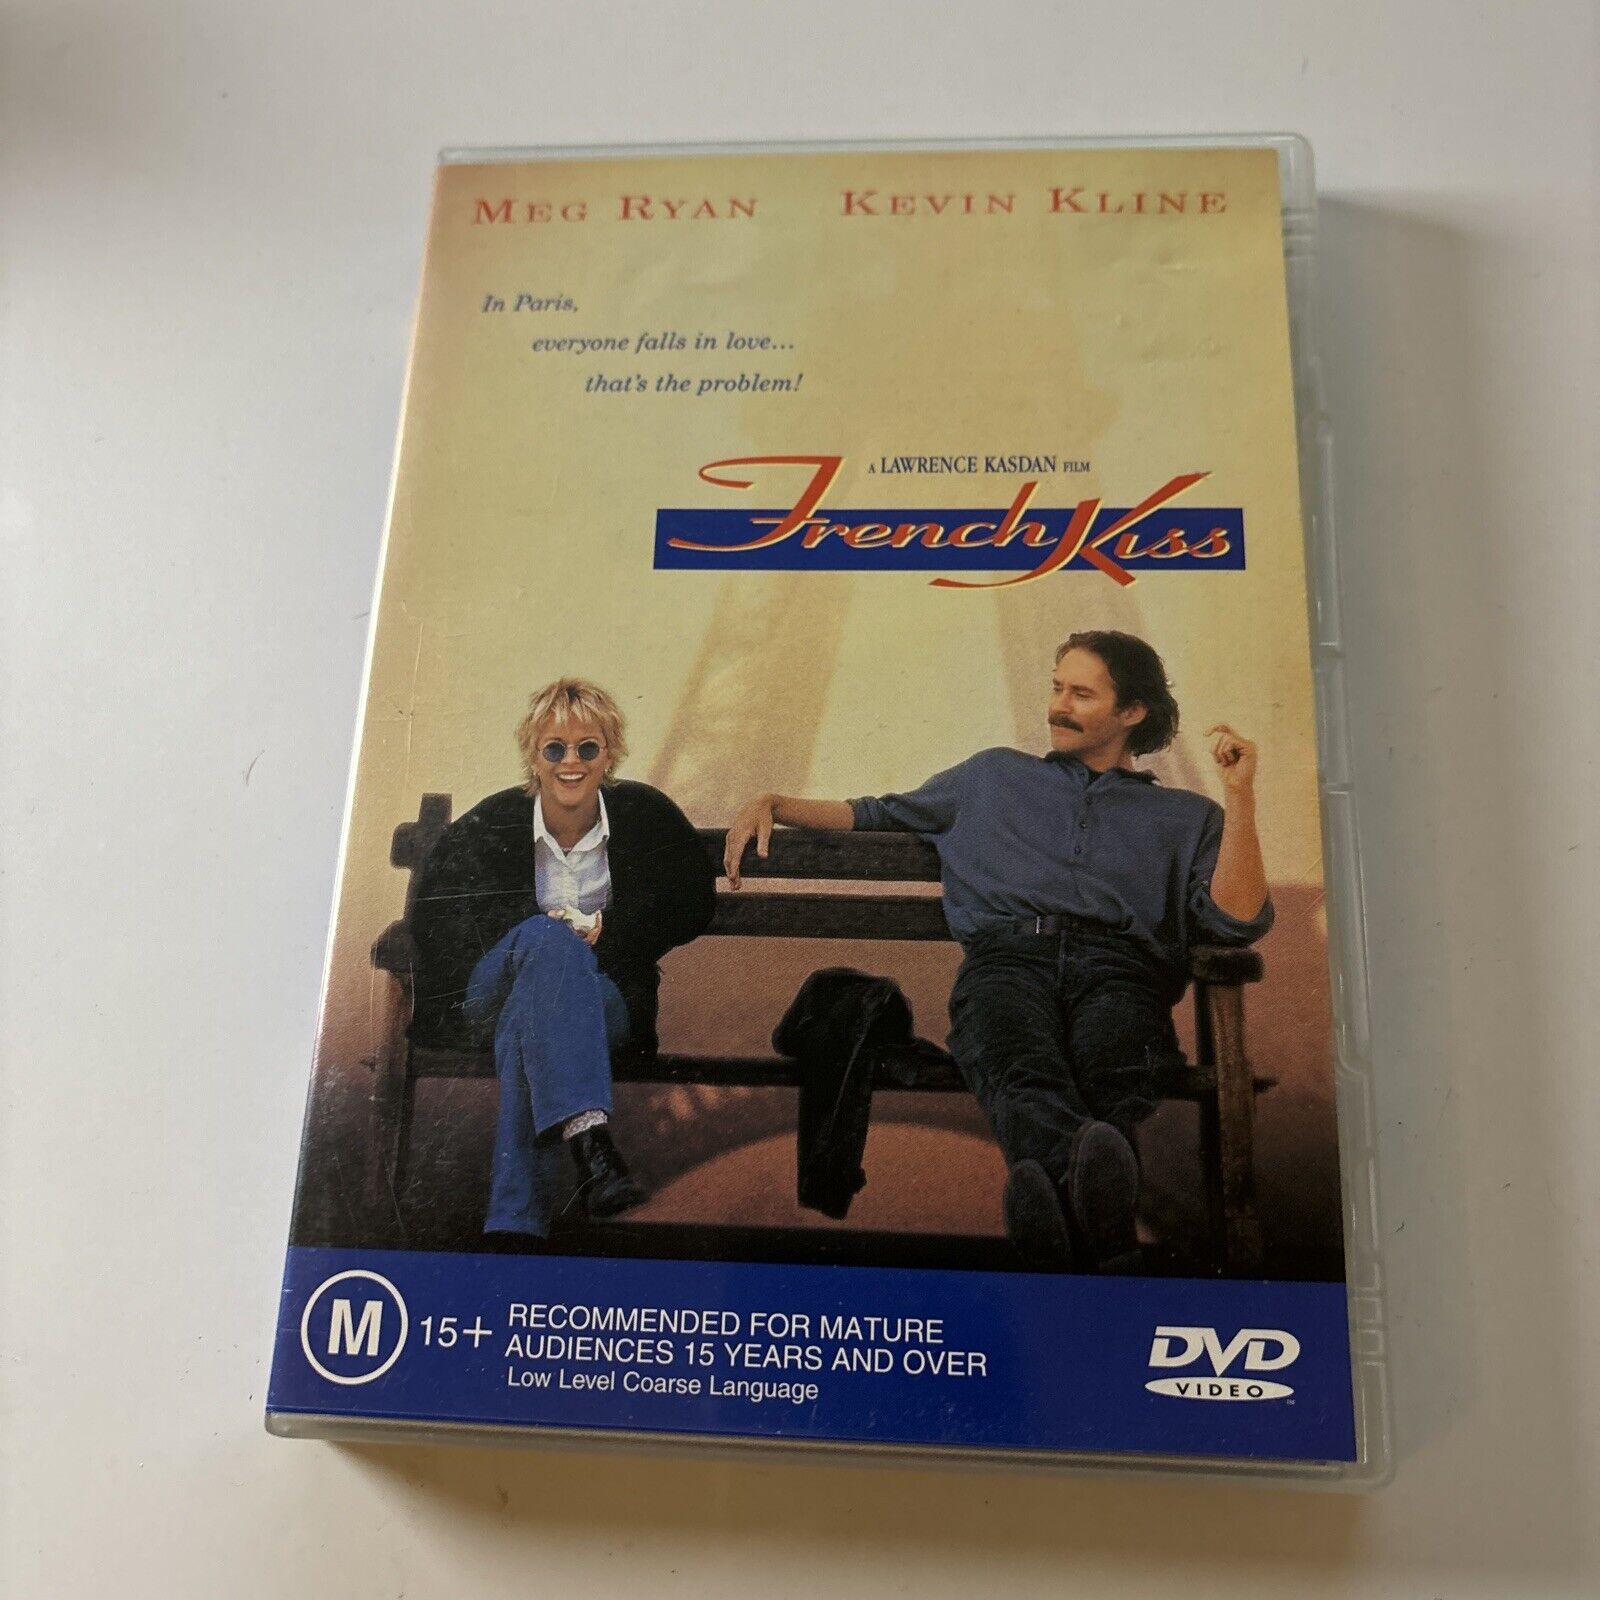 MEG RYAN KEVIN KLINE
In Paris,
everyone falls in love...
that's the problem!
A LAWRENCE KASDAN FILM
French Kiss
M 15+ RECOMMENDED FOR MATURE
AUDIENCES 15 YEARS AND OVER
Low Level Coarse Language
DVD
VIDEO
TM